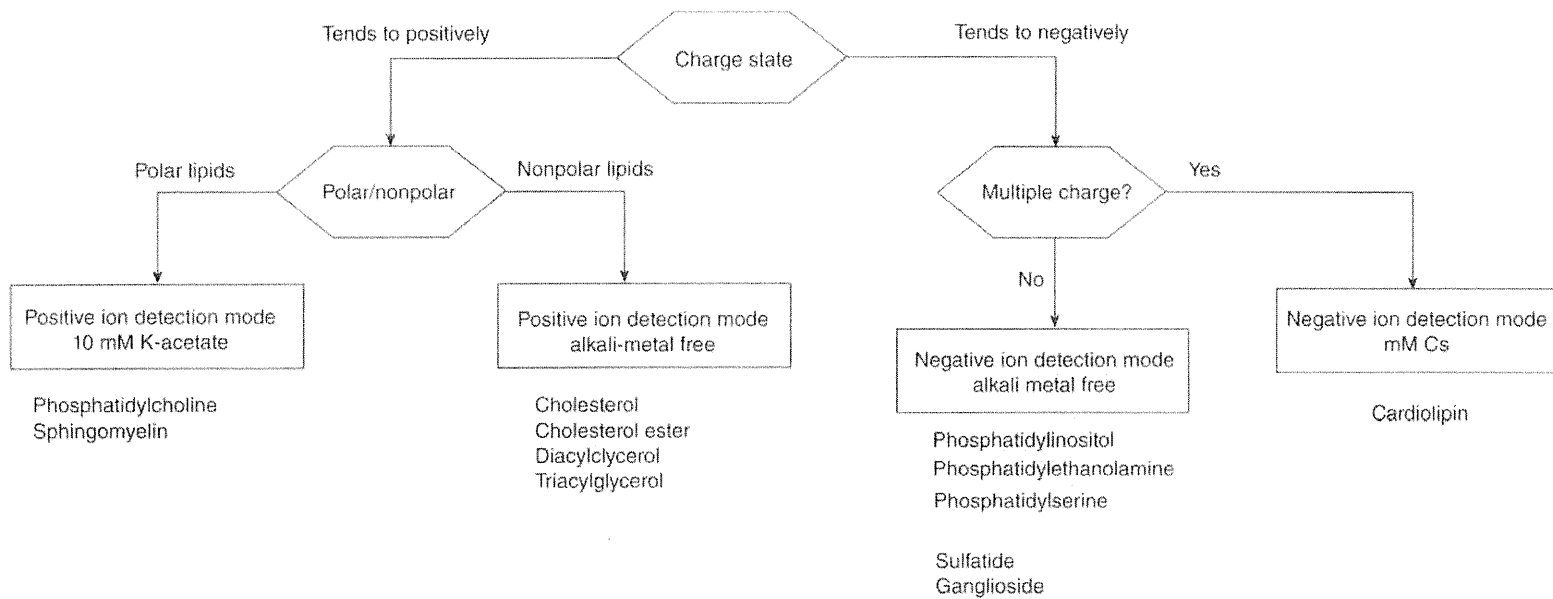 Tends to positively
Tends to negatively
Charge state
Polar lipids
Nonpolar lipids
Polar/nonpolar
Multiple charge?
Yes
No
Positive ion detection mode
10 mM K-acetate
Positive ion detection mode
alkali-metal free
Negative ion detection mode
alkali metal free
Negative ion detection mode
mM Cs
Phosphatidylcholine
Sphingomyelin
Cholesterol
Cholesterol ester
Diacylclycerol
Triacylglycerol
Phosphatidylinositol
Phosphatidylethanolamine
Phosphatidylserine
Sulfatide
Ganglioside
Cardiolipin